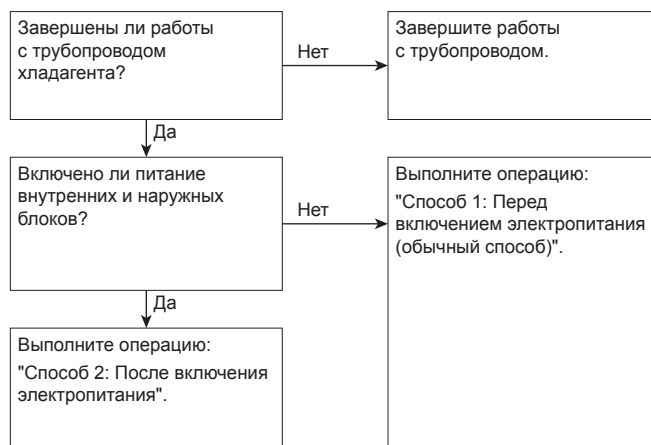 Завершены ли работы
с трубопроводом
хладагента?
Нет
Завершите работы
с трубопроводом.
Да
Включено ли питание
внутренних и наружных
блоков?
Нет
Выполните операцию:
"Способ 1: Перед
включением электропитания
(обычный способ)".
Да
Выполните операцию:
"Способ 2: После включения
электропитания".